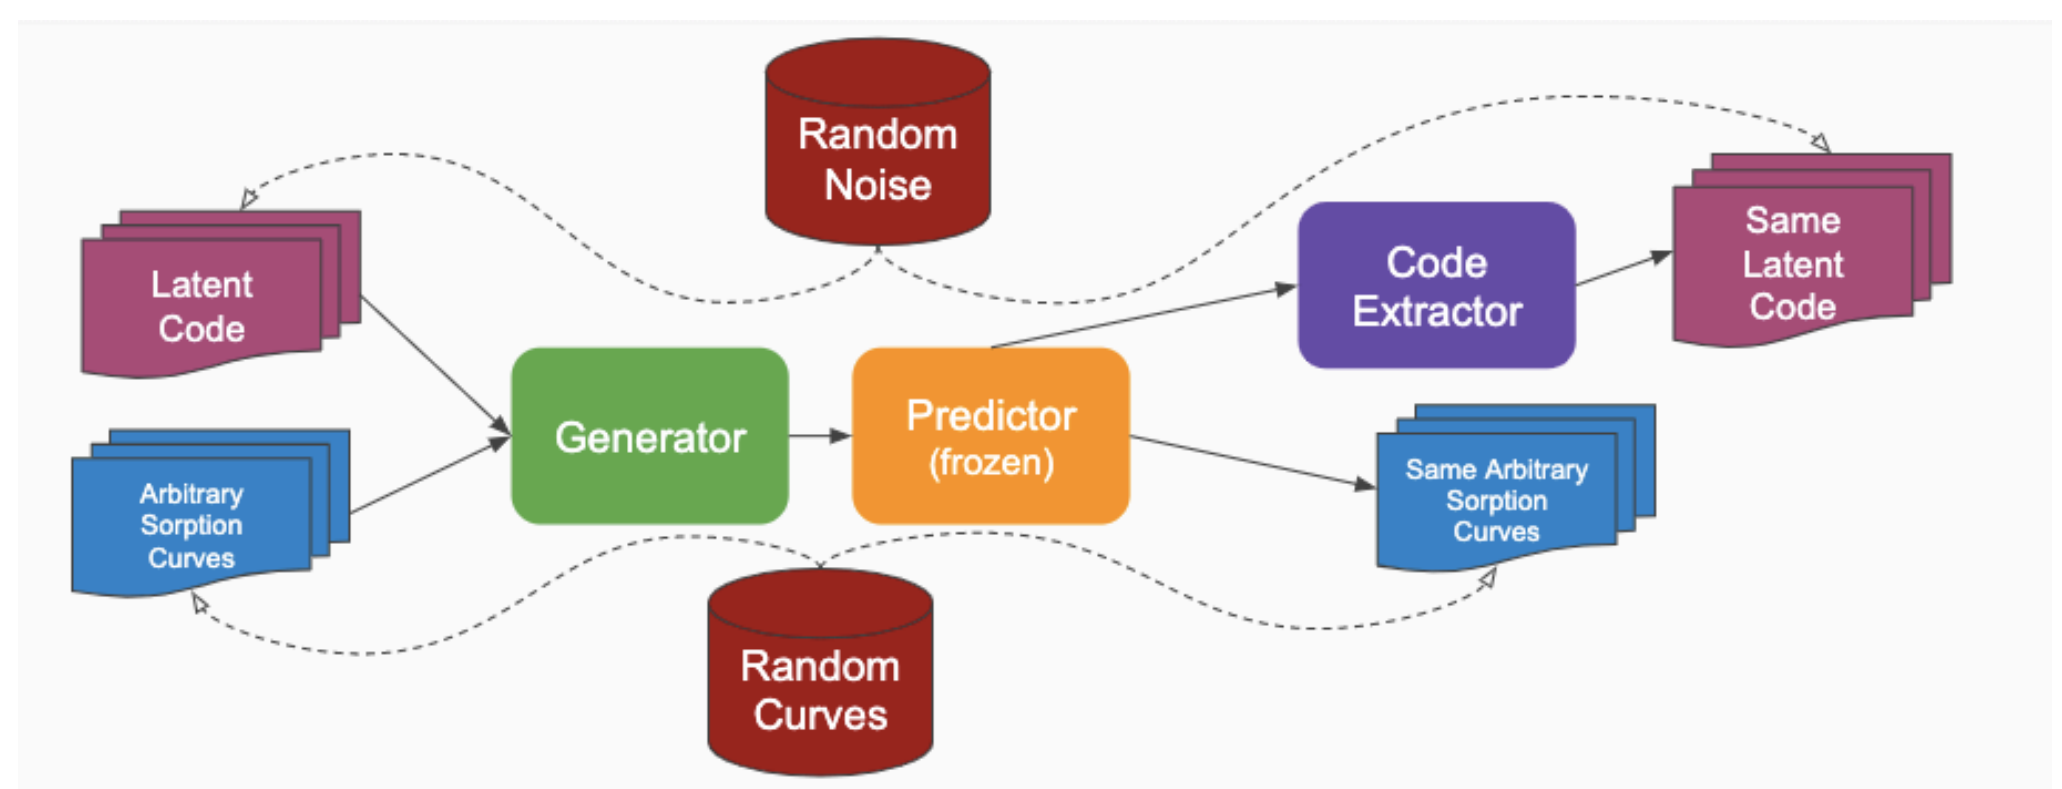 Random
Noise
Latent
Code
Arbitrary
Sorption
Curves
Generator
Predictor
(frozen)
Code
Extractor
Same
Latent
Code
Same Arbitrary
Sorption
Curves
Random
Curves